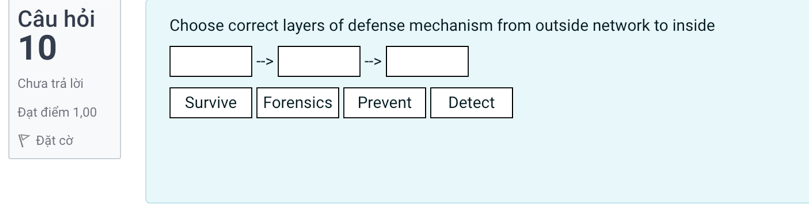 Câu hỏi
10
Chưa trả lời
Đạt điểm 1,00
Đặt cờ
Choose correct layers of defense mechanism from outside network to inside
--> -->
Survive Forensics Prevent Detect